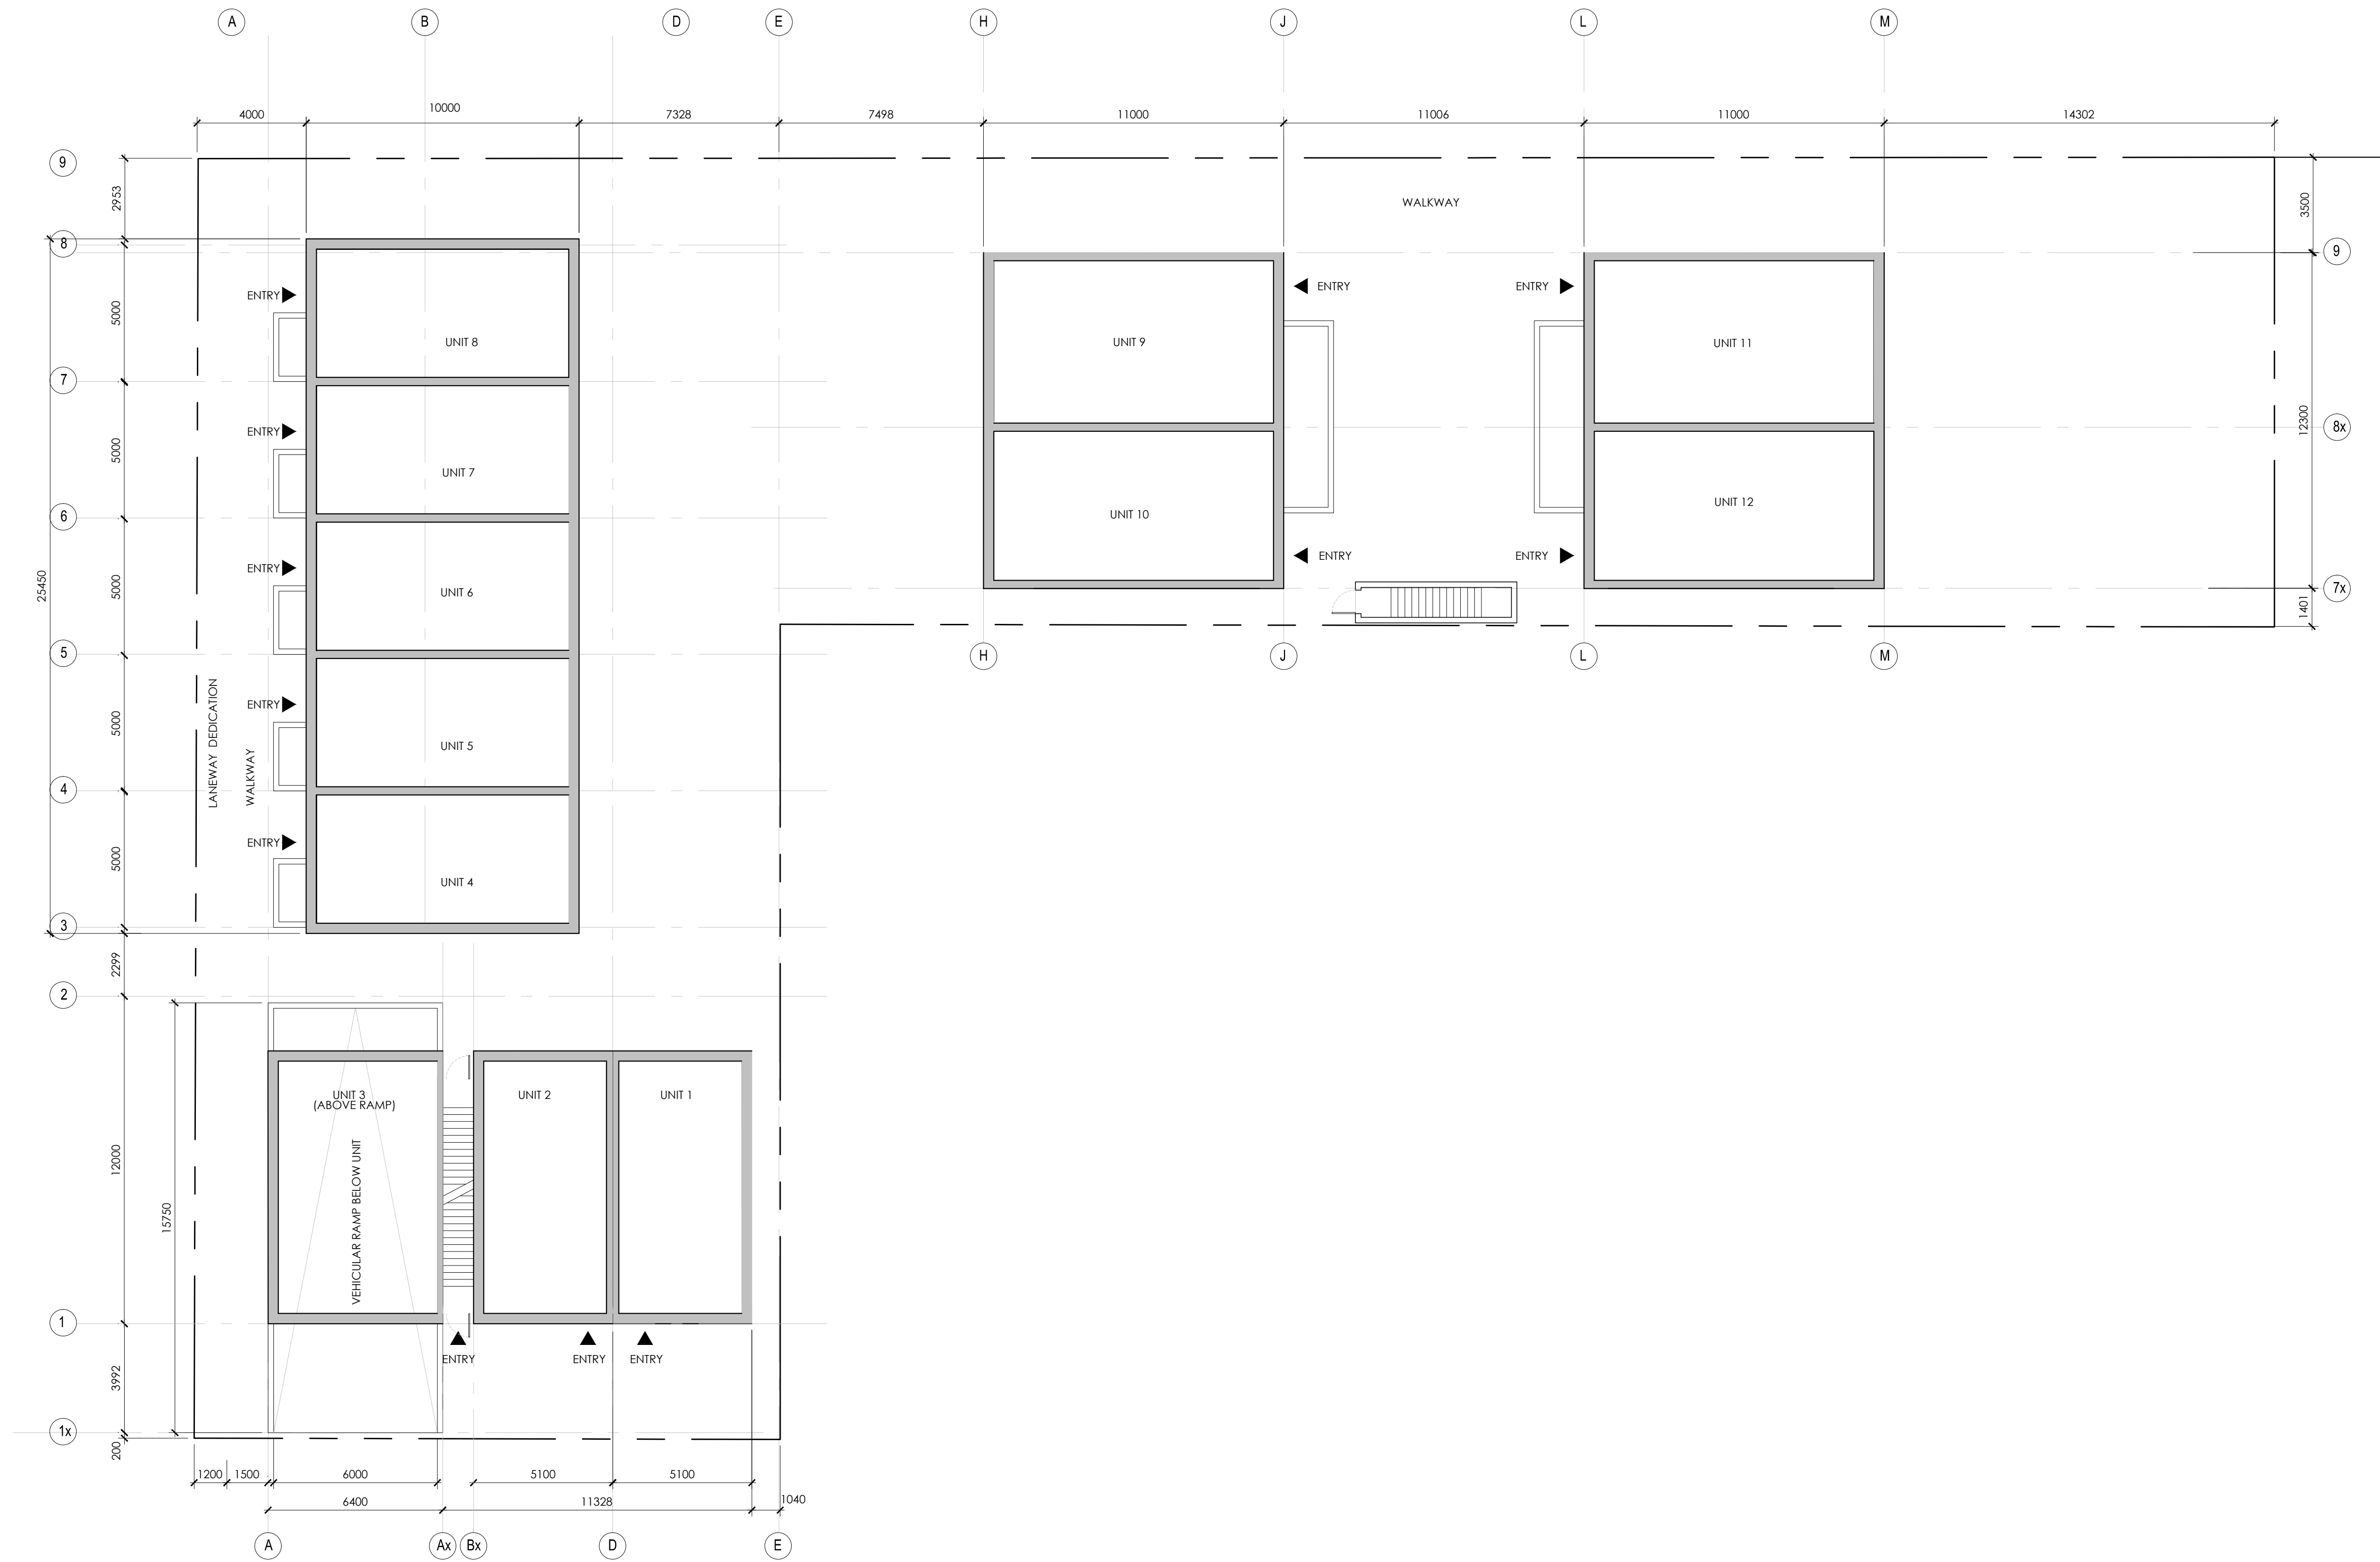 A B D E H J L M
4000 10000 7328 7498 11000 11006 11000 14302
9
2953
3500
WALKWAY
8
9
ENTRY
ENTRY
ENTRY
ENTRY
5000
UNIT 8
UNIT 9
UNIT 11
7
12300
8x
ENTRY
5000
UNIT 7
UNIT 12
6
UNIT 10
ENTRY
ENTRY
ENTRY
ENTRY
25450
5000
UNIT 6
7x
1401
5
H J L M
LANEWAY DEDICATION
WALKWAY
ENTRY
5000
UNIT 5
4
ENTRY
5000
UNIT 4
3
2299
2
UNIT 3
(ABOVE RAMP)
UNIT 2
UNIT 1
12000
VEHICULAR RAMP BELOW UNIT
15750
1
ENTRY
ENTRY
ENTRY
3992
1x
200
1200 1500 6000 5100 5100
6400 11328 1040
A Ax Bx D E